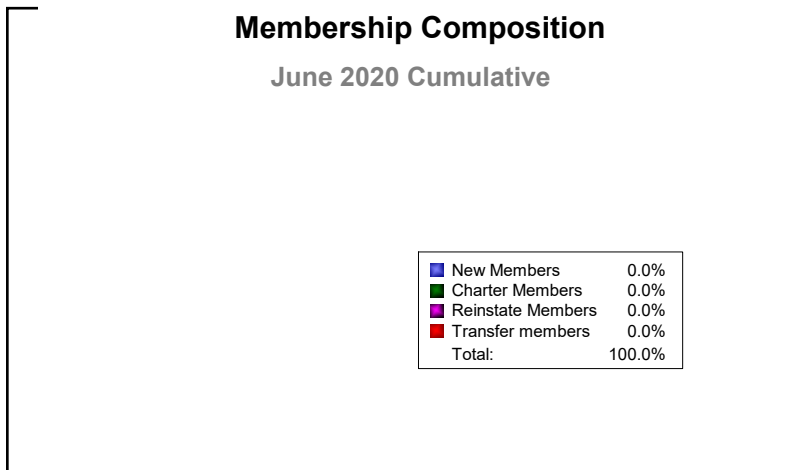 Membership Composition
June 2020 Cumulative
New Members 0.0%
Charter Members 0.0%
Reinstate Members 0.0%
Transfer members 0.0%
Total: 100.0%